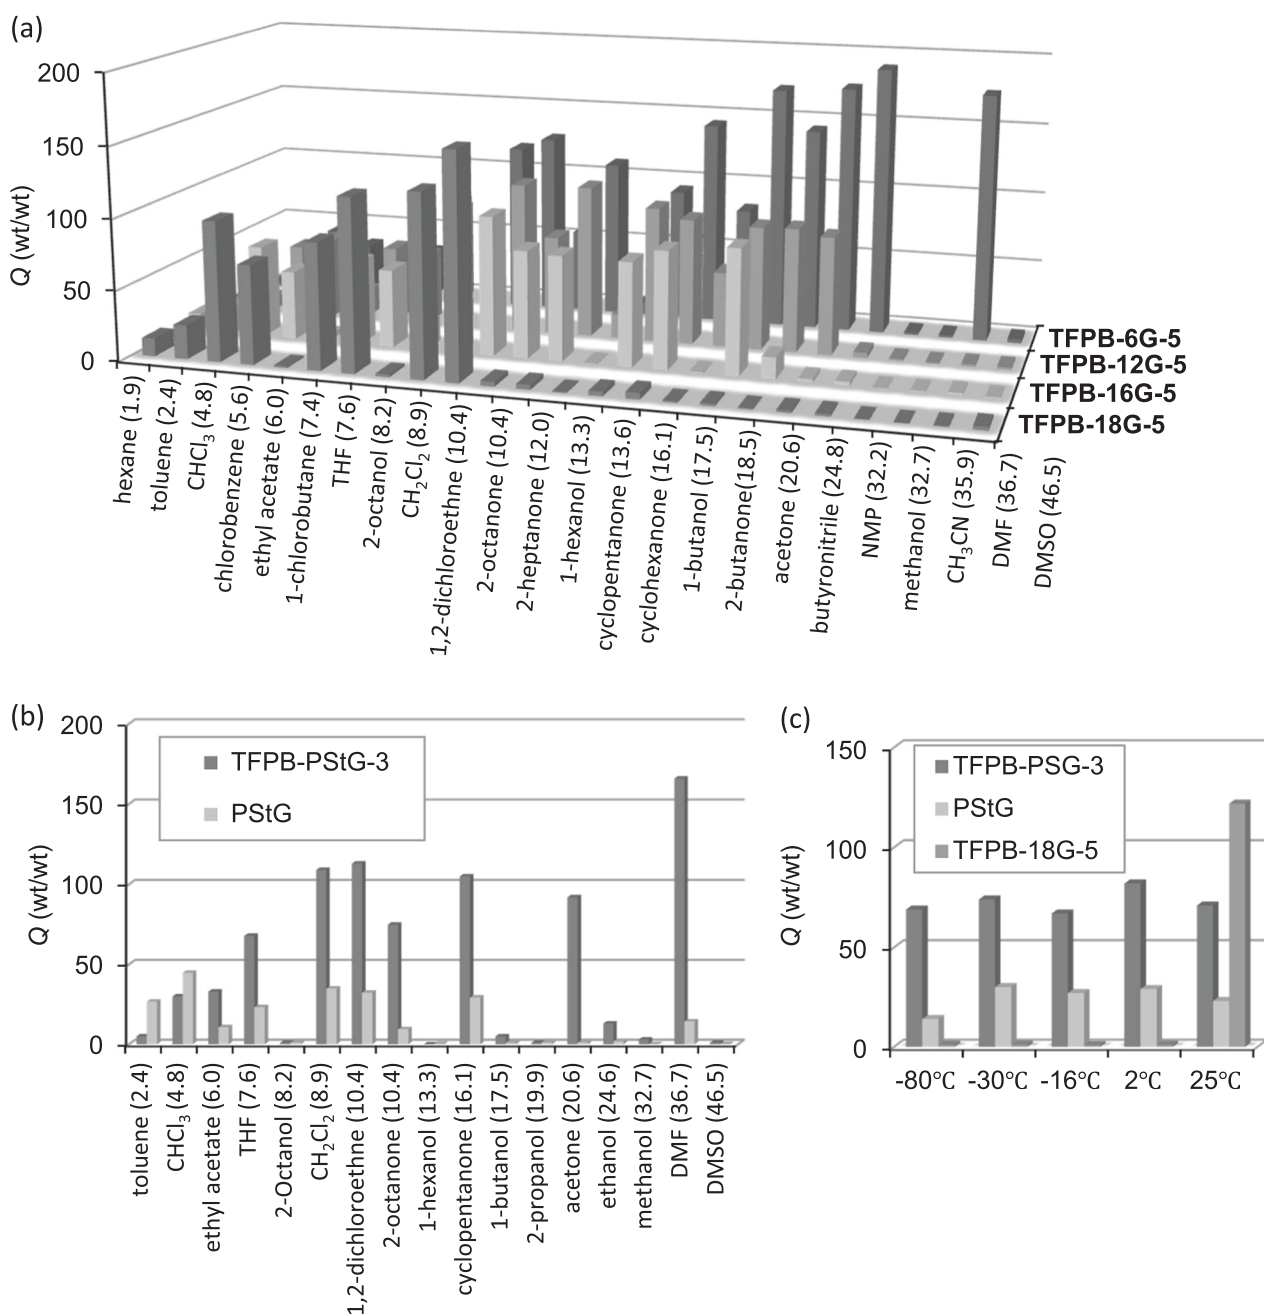 (a)
200
150
100
50
0
Q (wt/wt)
TFPB-6G-5
TFPB-12G-5
TFPB-16G-5
TFPB-18G-5
hexane (1.9)
toluene (2.4)
CHCl3 (4.8)
chlorobenzene (5.6)
ethyl acetate (6.0)
1-chlorobutane (7.4)
THF (7.6)
2-octanol (8.2)
CH2Cl2 (8.9)
1,2-dichloroethne (10.4)
2-octanone (10.4)
2-heptanone (12.0)
1-hexanol (13.3)
cyclopentanone (13.6)
cyclohexanone (16.1)
1-butanol (17.5)
2-butanone(18.5)
acetone (20.6)
butyronitrile (24.8)
NMP (32.2)
methanol (32.7)
CH3CN (35.9)
DMF (36.7)
DMSO (46.5)
(b)
200
150
100
50
0
Q (wt/wt)
TFPB-PStG-3
PStG
toluene (2.4)
CHCl3 (4.8)
ethyl acetate (6.0)
THF (7.6)
2-Octanol (8.2)
CH2Cl2 (8.9)
1,2-dichloroethne (10.4)
2-octanone (10.4)
1-hexanol (13.3)
cyclopentanone (16.1)
1-butanol (17.5)
2-propanol (19.9)
acetone (20.6)
ethanol (24.6)
methanol (32.7)
DMF (36.7)
DMSO (46.5)
(c)
150
100
50
0
Q (wt/wt)
TFPB-PSG-3
PStG
TFPB-18G-5
-80°C -30°C -16°C 2°C 25°C